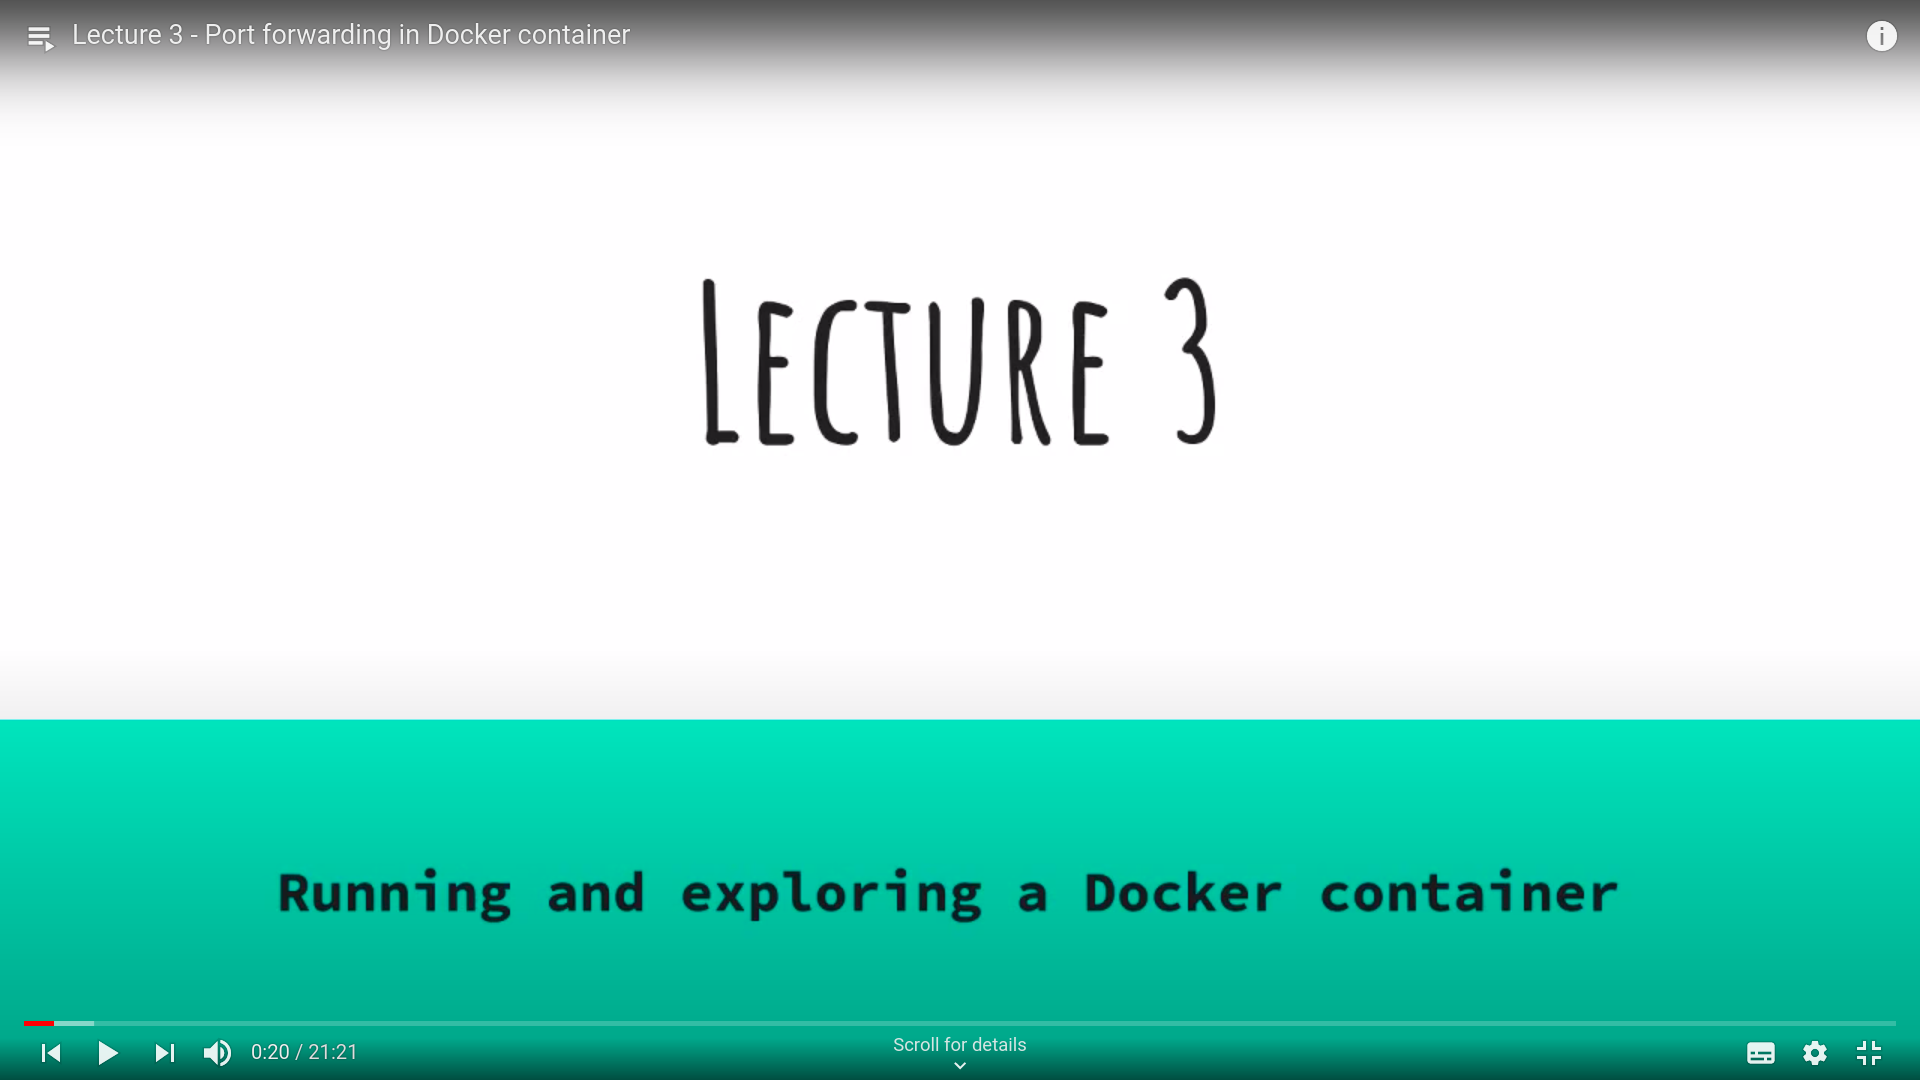 Lecture 3 - Port forwarding in Docker container
LECTURE 3
Running and exploring a Docker container
0:20 / 21:21
Scroll for details